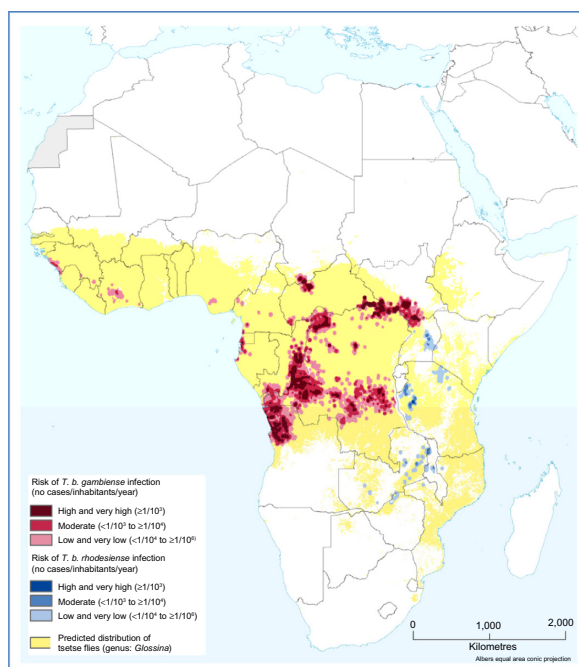 Risk of T. b. gambiense infection
(no cases/inhabitants/year)
High and very high (≥1/10³)
Moderate (<1/10³ to ≥1/10⁴)
Low and very low (<1/10⁴ to ≥1/10⁶)
Risk of T. b. rhodesiense infection
(no cases/inhabitants/year)
High and very high (≥1/10³)
Moderate (<1/10³ to ≥1/10⁴)
Low and very low (<1/10⁴ to ≥1/10⁶)
Predicted distribution of
tsetse flies (genus: Glossina)
0 1,000 2,000
Kilometres
Albers equal area conic projection